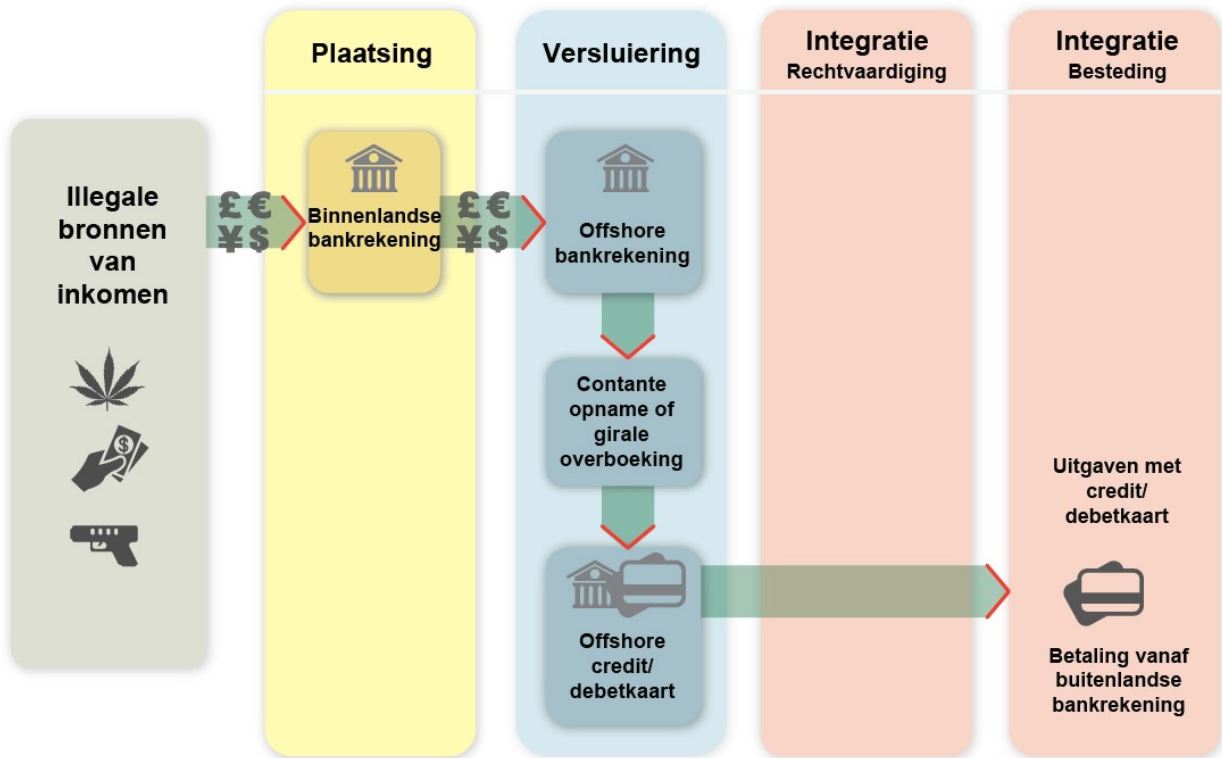 Plaatsing
Versluiering
Integratie
Rechtvaardiging
Integratie
Besteding
Illegale
bronnen
van
inkomen
£ €
¥ $
Binnenlandse
bankrekening
£ €
¥ $
Offshore
bankrekening
Contante
opname of
girale
overboeking
Offshore
credit/
debetkaart
Uitgaven met
credit/
debetkaart
Betaling vanaf
buitenlandse
bankrekening
$